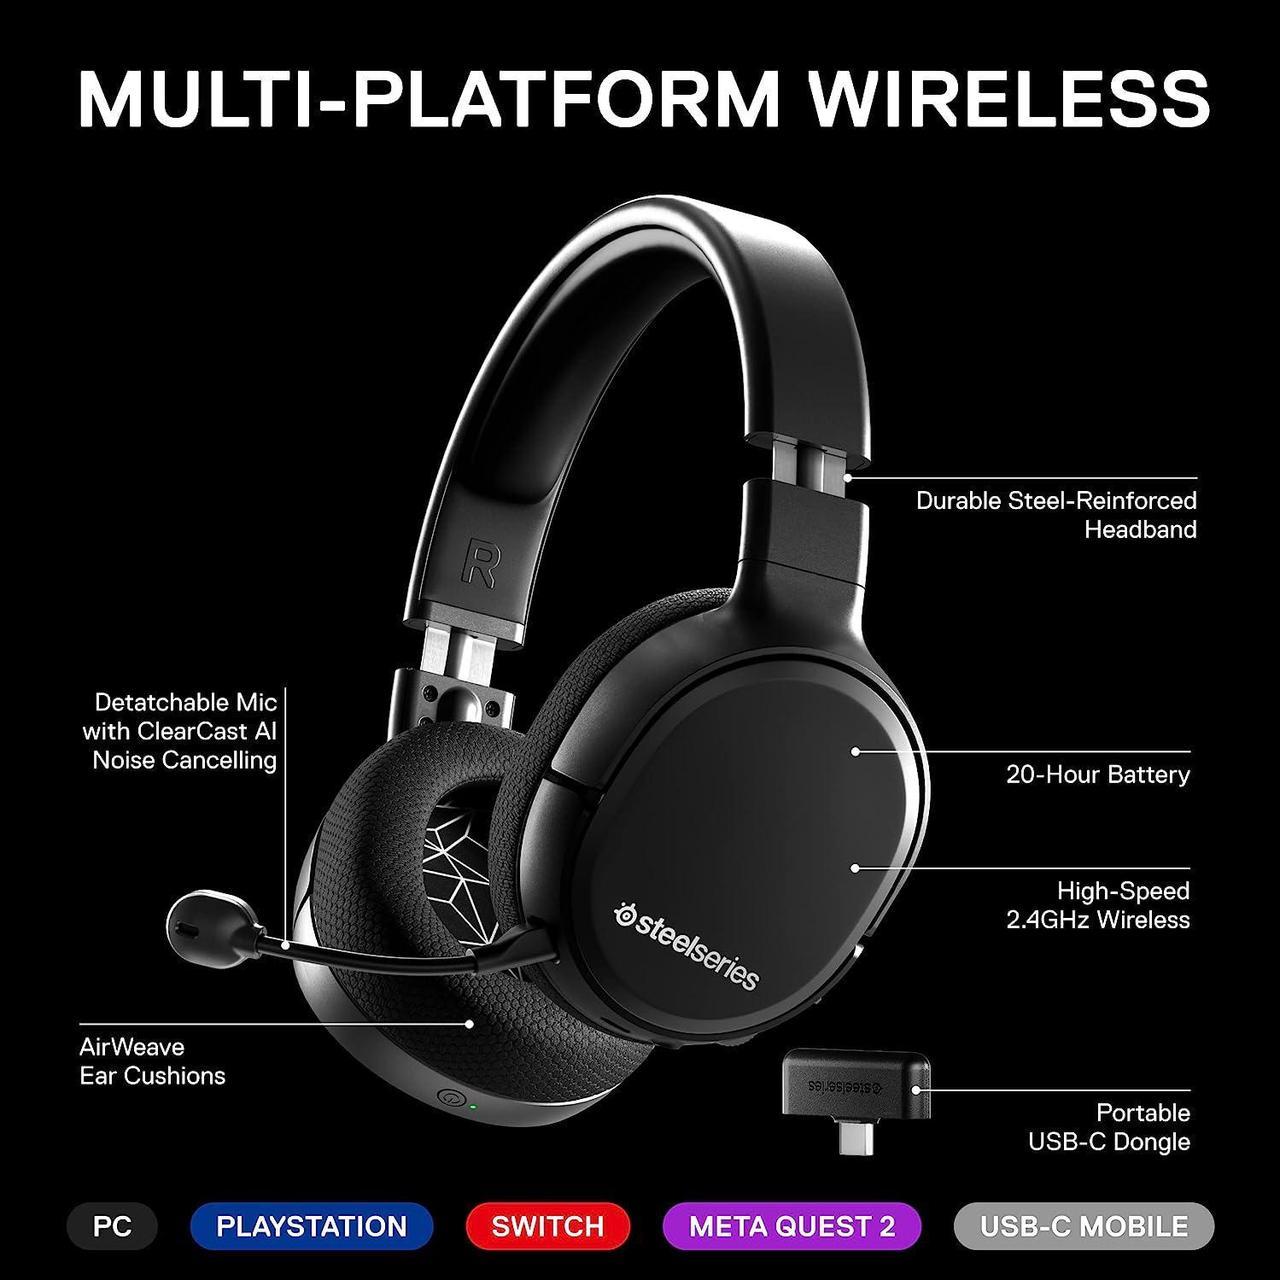 MULTI-PLATFORM WIRELESS
Durable Steel-Reinforced
Headband
R
Detatchable Mic
with ClearCast AI
Noise Cancelling
20-Hour Battery
High-Speed
2.4GHz Wireless
steelseries
AirWeave
Ear Cushions
steelseries
Portable
USB-C Dongle
PC
PLAYSTATION
SWITCH
META QUEST 2
USB-C MOBILE